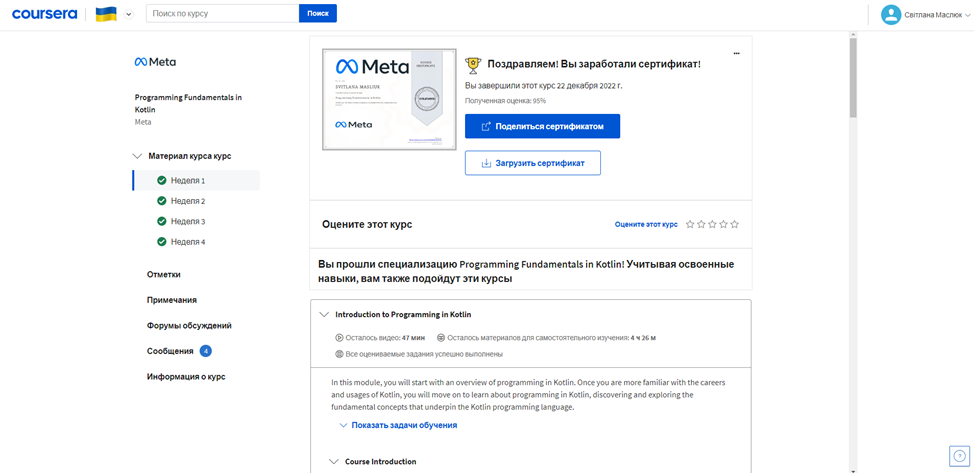 coursera
Поиск по курсу
Поиск
Світлана Маслюк
Meta
Programming Fundamentals in
Kotlin
Meta
Материал курса курс
Неделя 1
Неделя 2
Неделя 3
Неделя 4
Отметки
Примечания
Форумы обсуждений
Сообщения 4
Информация о курс
Meta
SVITLANA MASLIUK
Meta
coursera
Поздравляем! Вы заработали сертификат!
Вы завершили этот курс 22 декабря 2022 г.
Полученная оценка: 95%
Поделиться сертификатом
Загрузить сертификат
Оцените этот курс
Оцените этот курс
Вы прошли специализацию Programming Fundamentals in Kotlin! Учитывая освоенные
навыки, вам также подойдут эти курсы
Introduction to Programming in Kotlin
Осталось видео: 47 мин Осталось материалов для самостоятельного изучения: 4 ч 26 м
Все оцениваемые задания успешно выполнены
In this module, you will start with an overview of programming in Kotlin. Once you are more familiar with the careers
and usages of Kotlin, you will move on to learn about programming in Kotlin, discovering and exploring the
fundamental concepts that underpin the Kotlin programming language.
Показать задачи обучения
Course Introduction